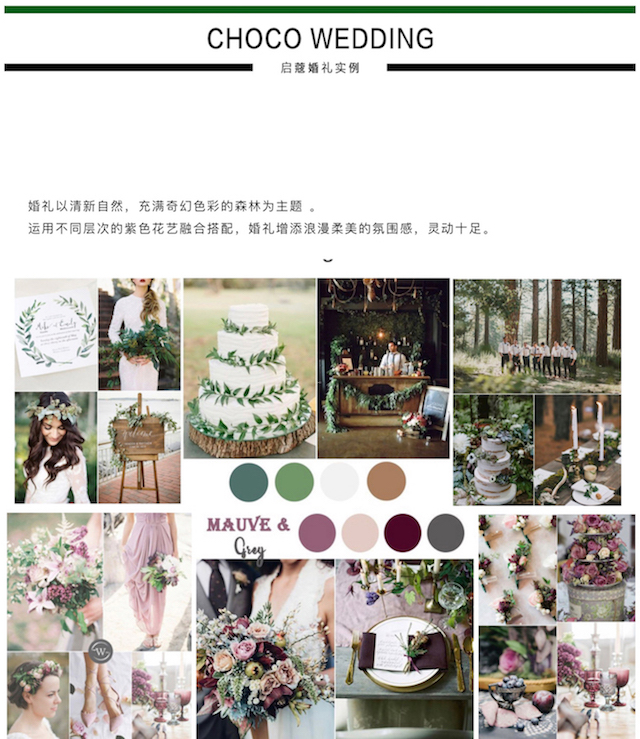 CHOCO WEDDING
启蔻婚礼实例
婚礼以清新自然，充满奇幻色彩的森林为主题 。
运用不同层次的紫色花艺融合搭配，婚礼增添浪漫柔美的氛围感，灵动十足。
MAUVE &
Grey
W